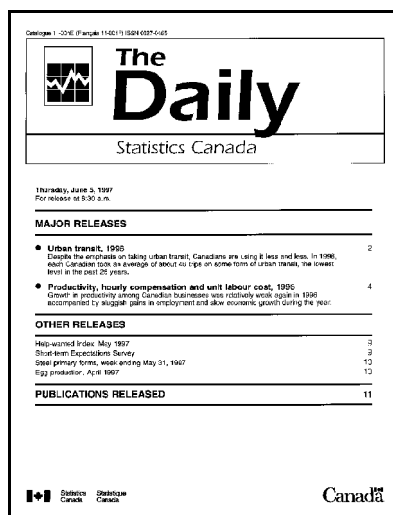 Catalogue 11-001E (Français 11-001F) ISSN 0827-0465
The
Daily
Statistics Canada
Thursday, June 5, 1997
For release at 8:30 a.m.
MAJOR RELEASES
● Urban transit, 1996 2
Despite the emphasis on taking urban transit, Canadians are using it less and less. In 1996,
each Canadian took an average of about 48 trips on some form of urban transit, the lowest
level in the past 25 years.
● Productivity, hourly compensation and unit labour cost, 1996 4
Growth in productivity among Canadian businesses was relatively weak again in 1996
accompanied by sluggish gains in employment and slow economic growth during the year.
OTHER RELEASES
Help-wanted Index, May 1997 9
Short-term Expectations Survey 9
Steel primary forms, week ending May 31, 1997 10
Egg production, April 1997 10
PUBLICATIONS RELEASED 11
Statistics Canada Statistique Canada
Canada